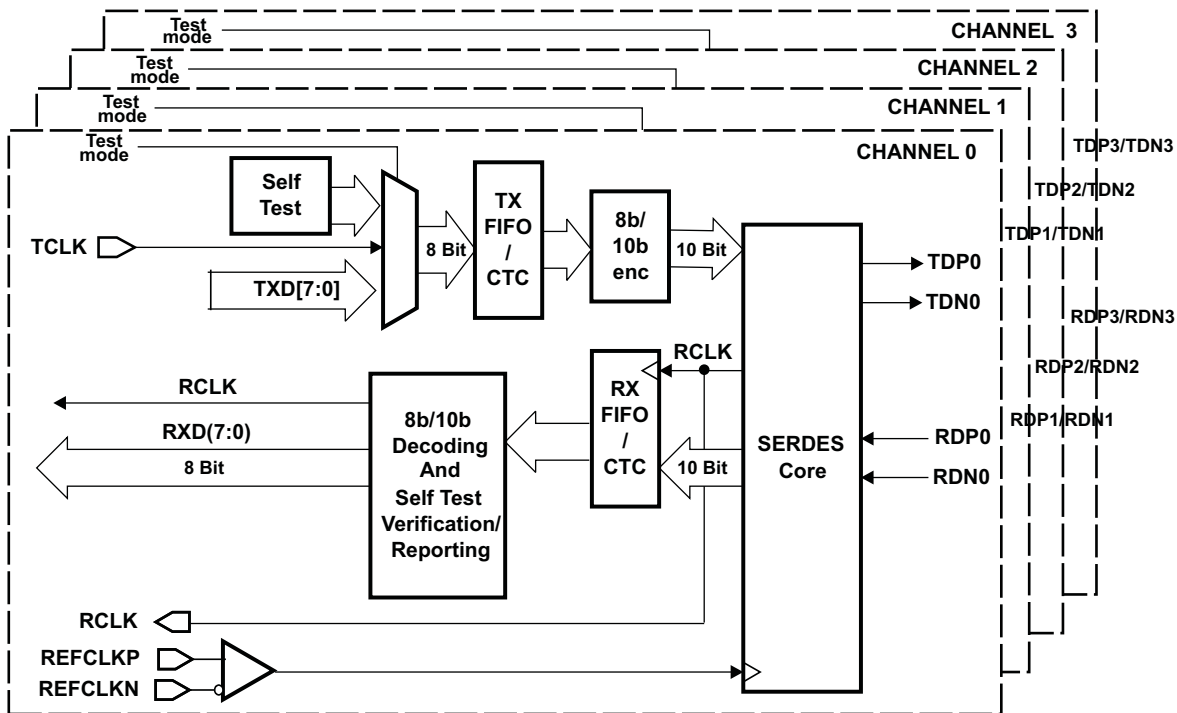 Test
mode
CHANNEL 3
Test
mode
CHANNEL 2
Test
mode
CHANNEL 1
Test
mode
CHANNEL 0
TDP3/TDN3
TDP2/TDN2
TDP1/TDN1
Self
Test
TX
FIFO
/
CTC
8b/
10b
enc
TCLK
8 Bit
10 Bit
TXD[7:0]
TDP0
TDN0
RDP3/RDN3
RDP2/RDN2
RDP1/RDN1
RCLK
RCLK
RXD(7:0)
8 Bit
8b/10b
Decoding
And
Self Test
Verification/
Reporting
RX
FIFO
/
CTC
10 Bit
SERDES
Core
RDP0
RDN0
RCLK
REFCLKP
REFCLKN